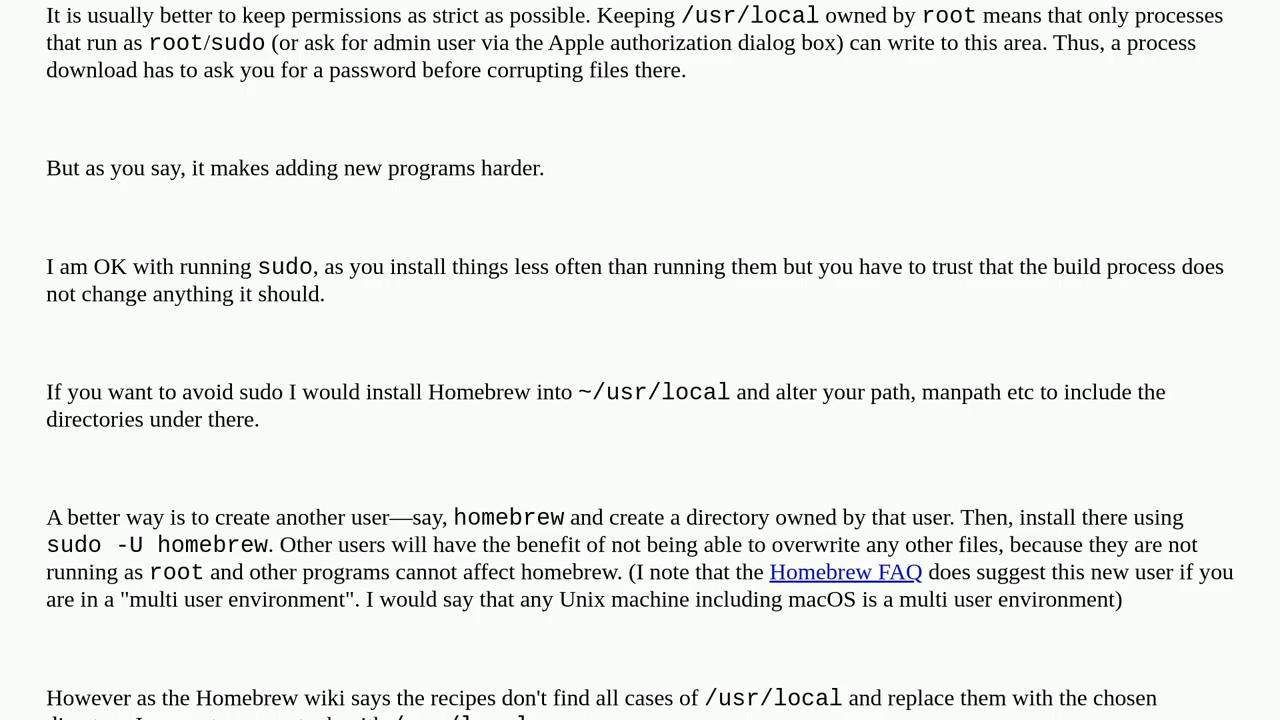 It is usually better to keep permissions as strict as possible. Keeping /usr/local owned by root means that only processes
that run as root/sudo (or ask for admin user via the Apple authorization dialog box) can write to this area. Thus, a process
download has to ask you for a password before corrupting files there.
But as you say, it makes adding new programs harder.
I am OK with running sudo, as you install things less often than running them but you have to trust that the build process does
not change anything it should.
If you want to avoid sudo I would install Homebrew into ~/usr/local and alter your path, manpath etc to include the
directories under there.
A better way is to create another user—say, homebrew and create a directory owned by that user. Then, install there using
sudo -U homebrew. Other users will have the benefit of not being able to overwrite any other files, because they are not
running as root and other programs cannot affect homebrew. (I note that the Homebrew FAQ does suggest this new user if you
are in a "multi user environment". I would say that any Unix machine including macOS is a multi user environment)
However as the Homebrew wiki says the recipes don't find all cases of /usr/local and replace them with the chosen